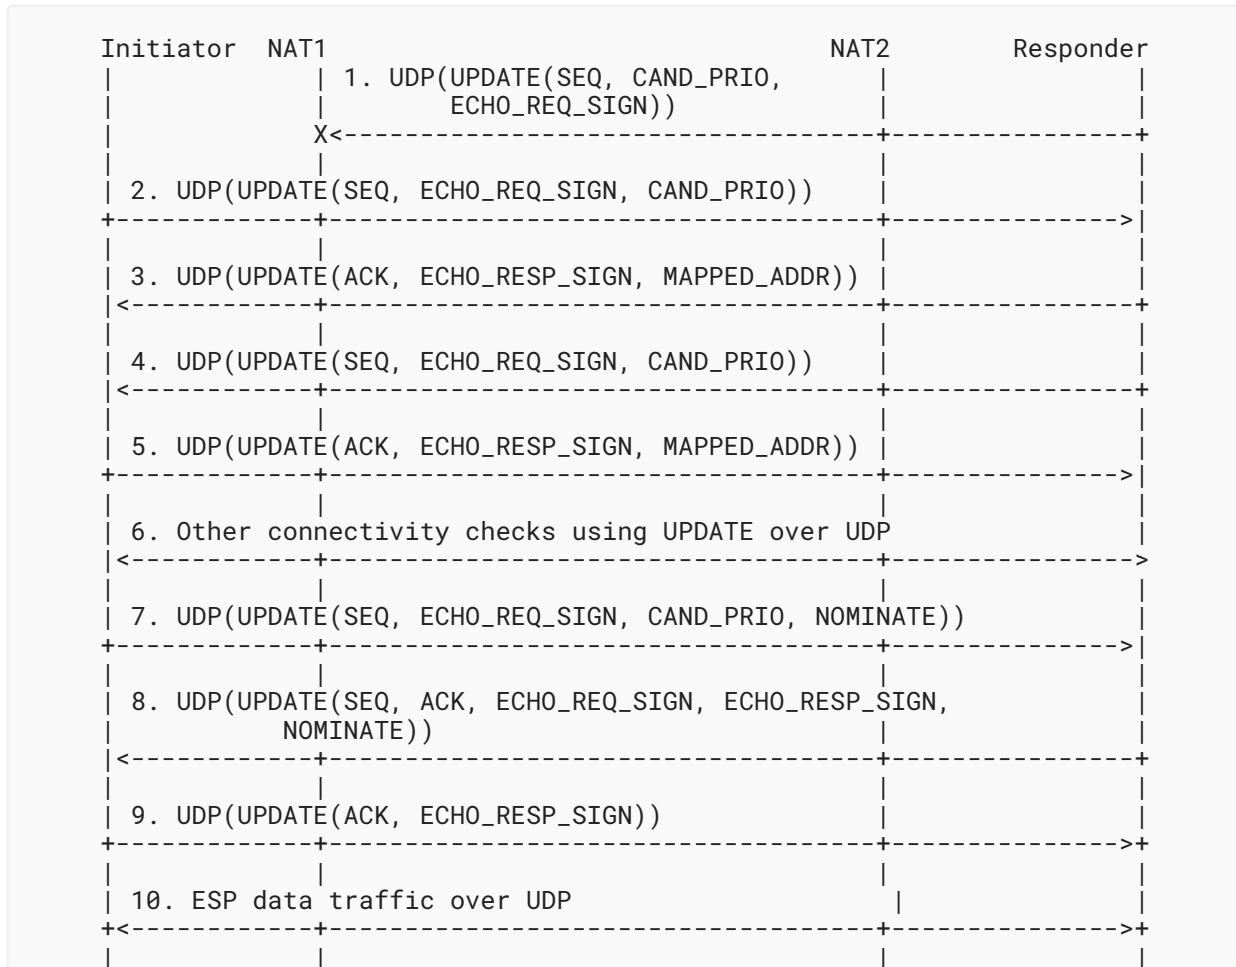 Initiator  NAT1                                 NAT2        Responder
|             | 1. UDP(UPDATE(SEQ, CAND_PRIO,       |                |
|             |        ECHO_REQ_SIGN))             |                |
|             X<-----------------------------------+----------------+
|             |                                    |                |
| 2. UDP(UPDATE(SEQ, ECHO_REQ_SIGN, CAND_PRIO))    |                |
+-------------+------------------------------------+--------------->|
|             |                                    |                |
| 3. UDP(UPDATE(ACK, ECHO_RESP_SIGN, MAPPED_ADDR)) |                |
|<------------+------------------------------------+----------------+
|             |                                    |                |
| 4. UDP(UPDATE(SEQ, ECHO_REQ_SIGN, CAND_PRIO))    |                |
|<------------+------------------------------------+----------------+
|             |                                    |                |
| 5. UDP(UPDATE(ACK, ECHO_RESP_SIGN, MAPPED_ADDR)) |                |
+-------------+------------------------------------+--------------->|
|             |                                    |                |
| 6. Other connectivity checks using UPDATE over UDP                |
|<------------+------------------------------------+---------------->
|             |                                    |                |
| 7. UDP(UPDATE(SEQ, ECHO_REQ_SIGN, CAND_PRIO, NOMINATE))           |
+-------------+------------------------------------+--------------->|
|             |                                    |                |
| 8. UDP(UPDATE(SEQ, ACK, ECHO_REQ_SIGN, ECHO_RESP_SIGN,            |
|           NOMINATE))                             |                |
|<------------+------------------------------------+----------------+
|             |                                    |                |
| 9. UDP(UPDATE(ACK, ECHO_RESP_SIGN))              |                |
+-------------+------------------------------------+--------------->+
|             |                                    |                |
| 10. ESP data traffic over UDP                     |               |
+<------------+------------------------------------+--------------->+
|             |                                    |                |